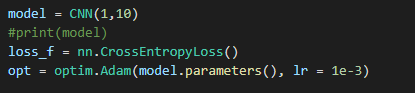 model = CNN(1,10)
#print(model)
loss_f = nn.CrossEntropyLoss()
opt = optim.Adam(model.parameters(), lr = 1e-3)